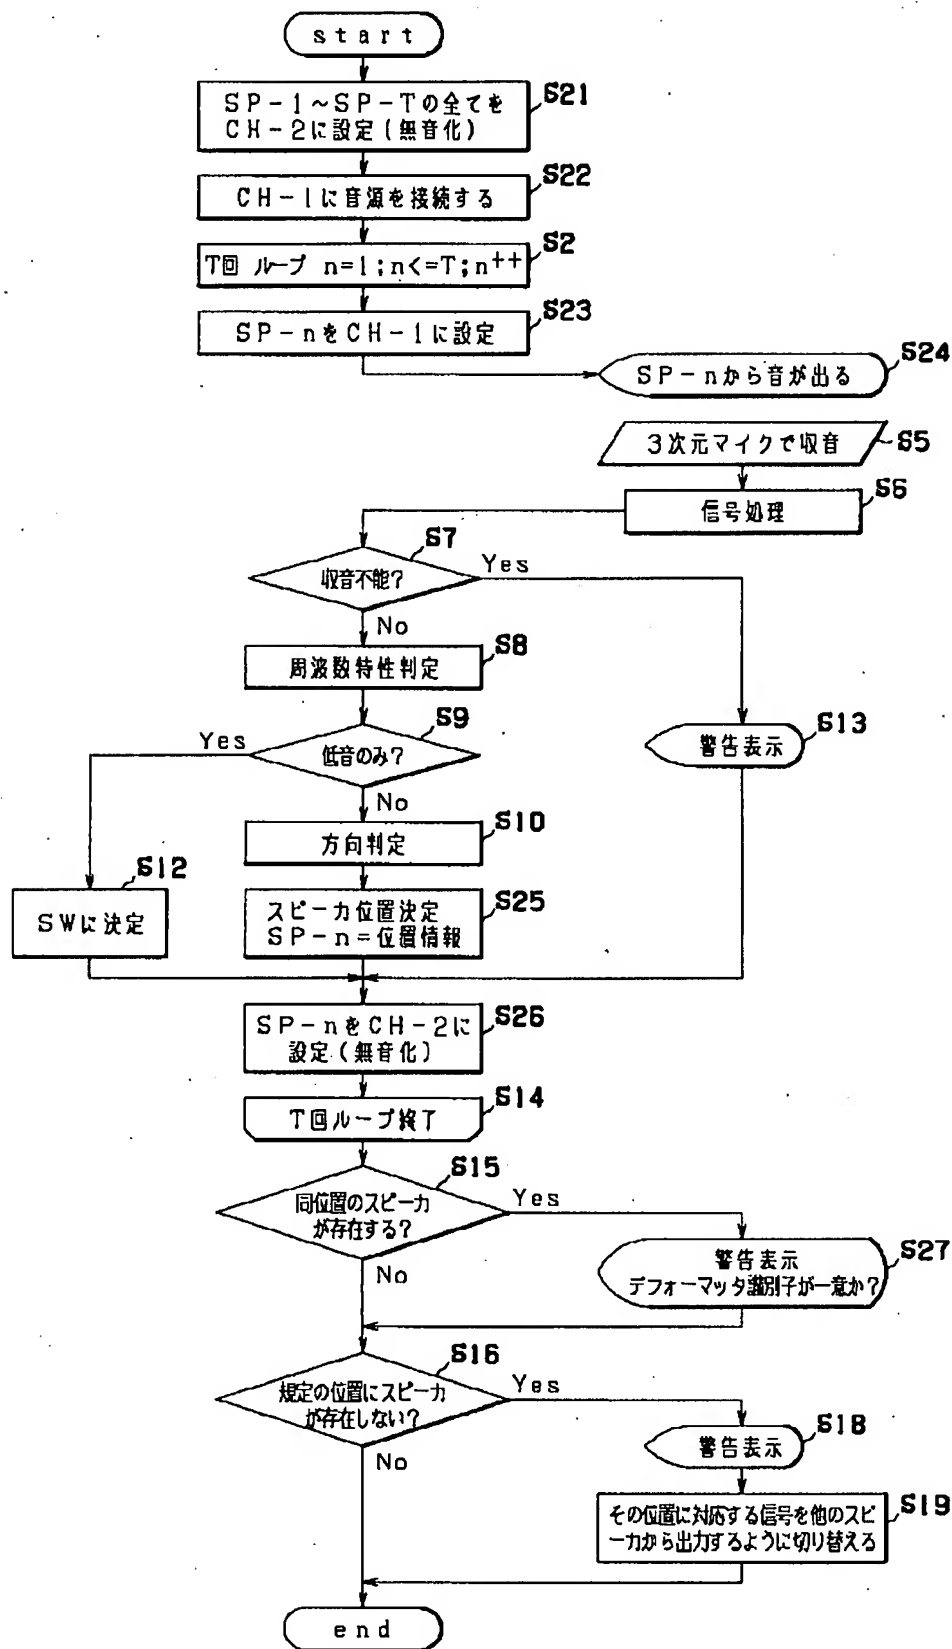 start
SP-1~SP-Tの全てを
CH-2に設定(無音化)
S21
CH-1に音源を接続する
S22
T回 ループ n=1;n<=T;n++
S2
SP-nをCH-1に設定
S23
SP-nから音が出る
S24
3次元マイクで収音
S5
信号処理
S6
収音不能?
S7
Yes
No
周波数特性判定
S8
低音のみ?
S9
Yes
No
警告表示
S13
方向判定
S10
SWに決定
S12
スピーカ位置決定
SP-n=位置情報
S25
SP-nをCH-2に
設定(無音化)
S26
T回ループ終了
S14
同位置のスピーカ
が存在する?
S15
Yes
No
警告表示
デフォーマッタ識別子が一意か?
S27
規定の位置にスピーカ
が存在しない?
S16
Yes
No
警告表示
S18
その位置に対応する信号を他のスピ
ーカから出力するように切り替える
S19
end